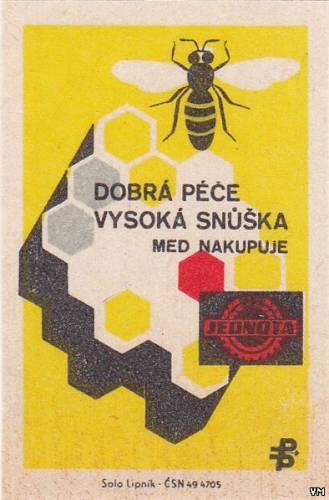 DOBRÁ PÉČE
VYSOKÁ SNŮŠKA
MED NAKUPUJE
JEDNOTA
Solo Lipník - ČSN 49 4705
VM